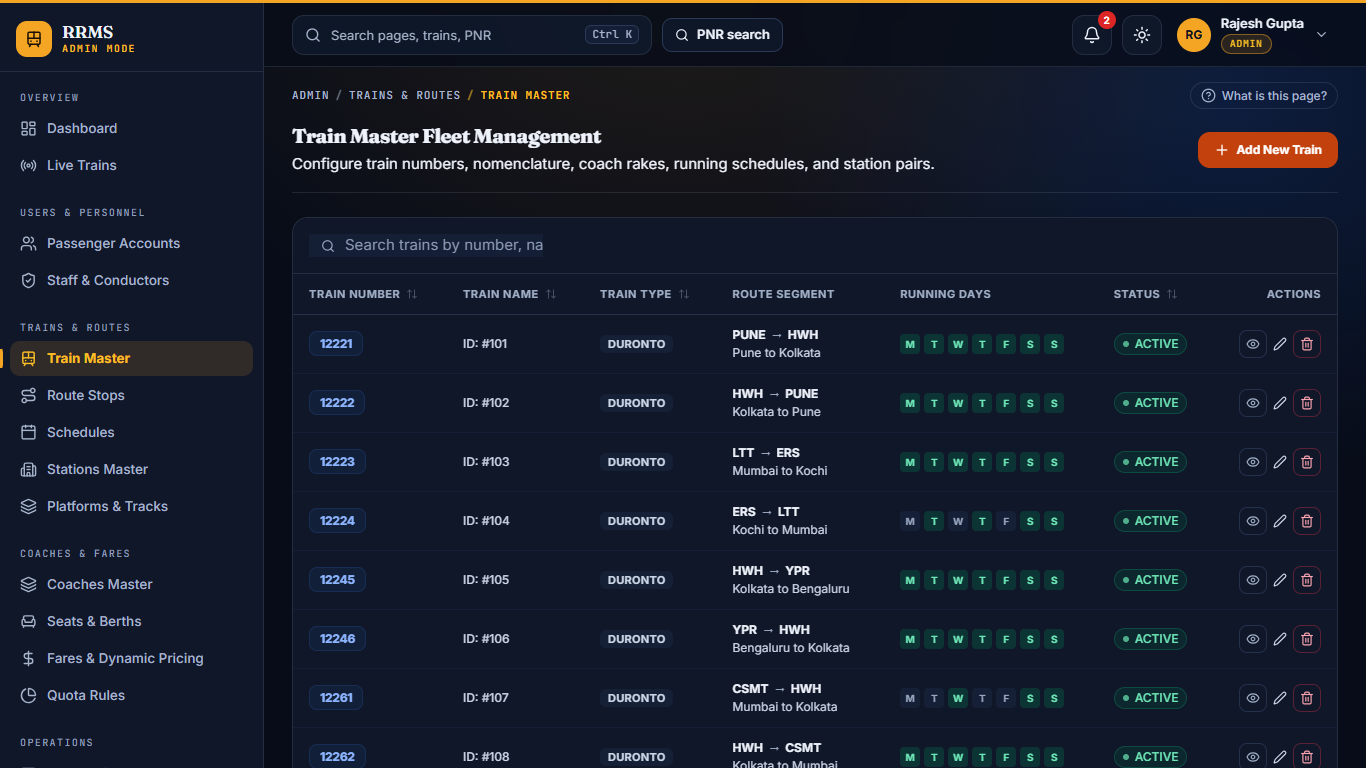 RRMS
ADMIN MODE
Search pages, trains, PNR
Ctrl K
PNR search
2
RG
Rajesh Gupta
ADMIN
OVERVIEW
Dashboard
Live Trains
USERS & PERSONNEL
Passenger Accounts
Staff & Conductors
TRAINS & ROUTES
Train Master
Route Stops
Schedules
Stations Master
Platforms & Tracks
COACHES & FARES
Coaches Master
Seats & Berths
Fares & Dynamic Pricing
Quota Rules
OPERATIONS
ADMIN / TRAINS & ROUTES / TRAIN MASTER
What is this page?
Train Master Fleet Management
Configure train numbers, nomenclature, coach rakes, running schedules, and station pairs.
Add New Train
Search trains by number, na
TRAIN NUMBER TRAIN NAME TRAIN TYPE ROUTE SEGMENT RUNNING DAYS STATUS ACTIONS
12221 ID: #101 DURONTO PUNE → HWH M T W T F S S ACTIVE
Pune to Kolkata
12222 ID: #102 DURONTO HWH → PUNE M T W T F S S ACTIVE
Kolkata to Pune
12223 ID: #103 DURONTO LTT → ERS M T W T F S S ACTIVE
Mumbai to Kochi
12224 ID: #104 DURONTO ERS → LTT M T W T F S S ACTIVE
Kochi to Mumbai
12245 ID: #105 DURONTO HWH → YPR M T W T F S S ACTIVE
Kolkata to Bengaluru
12246 ID: #106 DURONTO YPR → HWH M T W T F S S ACTIVE
Bengaluru to Kolkata
12261 ID: #107 DURONTO CSMT → HWH M T W T F S S ACTIVE
Mumbai to Kolkata
12262 ID: #108 DURONTO HWH → CSMT M T W T F S S ACTIVE
Kolkata to Mumbai